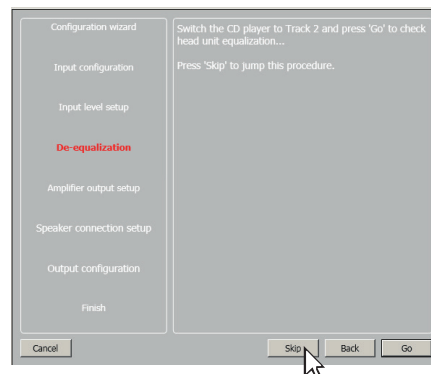 Configuration wizard
Input configuration
Input level setup
De-equalization
Amplifier output setup
Speaker connection setup
Output configuration
Finish
Switch the CD player to Track 2 and press 'Go' to check
head unit equalization...
Press 'Skip' to jump this procedure.
Cancel
Skip
Back
Go